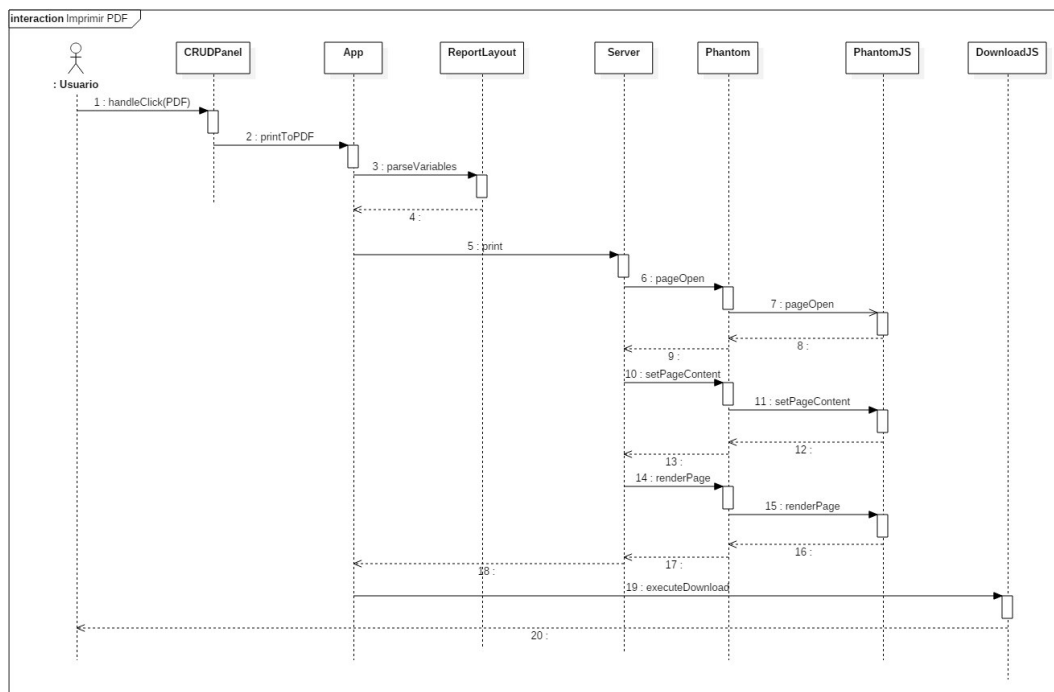 interaction Imprimir PDF
CRUDPanel
App
ReportLayout
Server
Phantom
PhantomJS
DownloadJS
: Usuario
1 : handleClick(PDF)
2 : printToPDF
3 : parseVariables
4 :
5 : print
6 : pageOpen
7 : pageOpen
8 :
9 :
10 : setPageContent
11 : setPageContent
12 :
13 :
14 : renderPage
15 : renderPage
16 :
17 :
18 :
19 : executeDownload
20 :